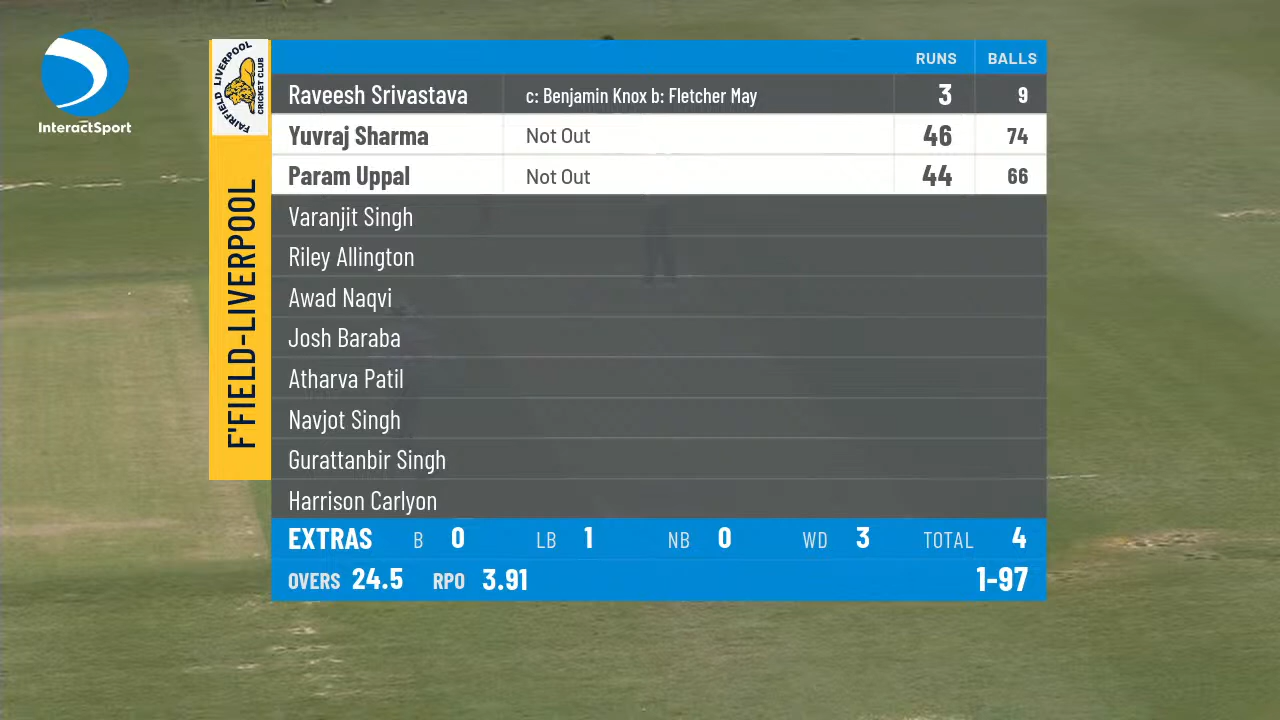 InteractSport
FAIRFIELD LIVERPOOL
CRICKET CLUB
F'FIELD-LIVERPOOL
RUNS BALLS
Raveesh Srivastava c: Benjamin Knox b: Fletcher May 3 9
Yuvraj Sharma Not Out 46 74
Param Uppal Not Out 44 66
Varanjit Singh
Riley Allington
Awad Naqvi
Josh Baraba
Atharva Patil
Navjot Singh
Gurattanbir Singh
Harrison Carlyon
EXTRAS B 0 LB 1 NB 0 WD 3 TOTAL 4
OVERS 24.5 RPO 3.91 1-97